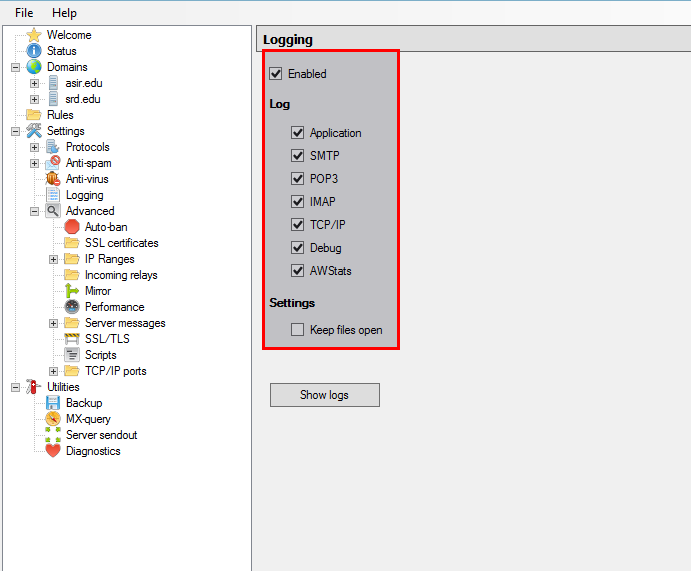 File Help
Welcome
Status
Domains
asir.edu
srd.edu
Rules
Settings
Protocols
Anti-spam
Anti-virus
Logging
Advanced
Auto-ban
SSL certificates
IP Ranges
Incoming relays
Mirror
Performance
Server messages
SSL/TLS
Scripts
TCP/IP ports
Utilities
Backup
MX-query
Server sendout
Diagnostics
Logging
Enabled
Log
Application
SMTP
POP3
IMAP
TCP/IP
Debug
AWStats
Settings
Keep files open
Show logs